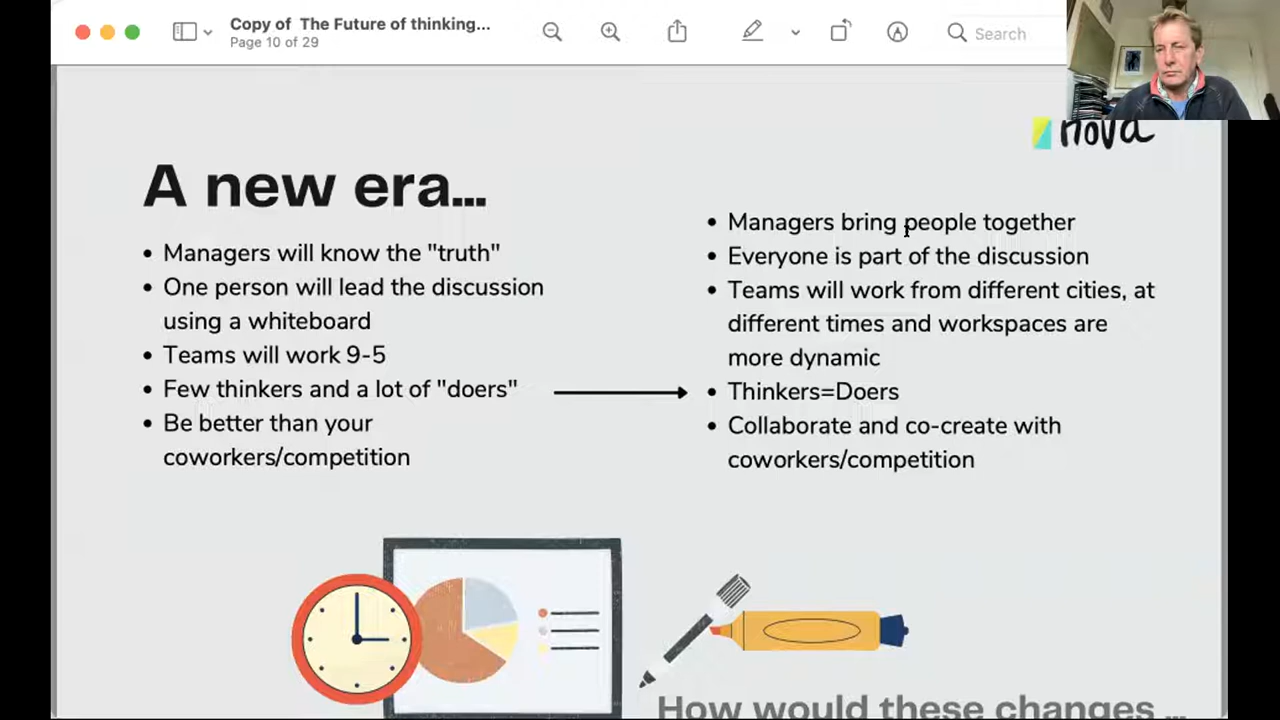 Copy of The Future of thinking...
Page 10 of 29
Search
nova
A new era...
• Managers will know the "truth"
• One person will lead the discussion
using a whiteboard
• Teams will work 9-5
• Few thinkers and a lot of "doers"
• Be better than your
coworkers/competition
• Managers bring people together
• Everyone is part of the discussion
• Teams will work from different cities, at
different times and workspaces are
more dynamic
• Thinkers=Doers
• Collaborate and co-create with
coworkers/competition
How would these changes ...